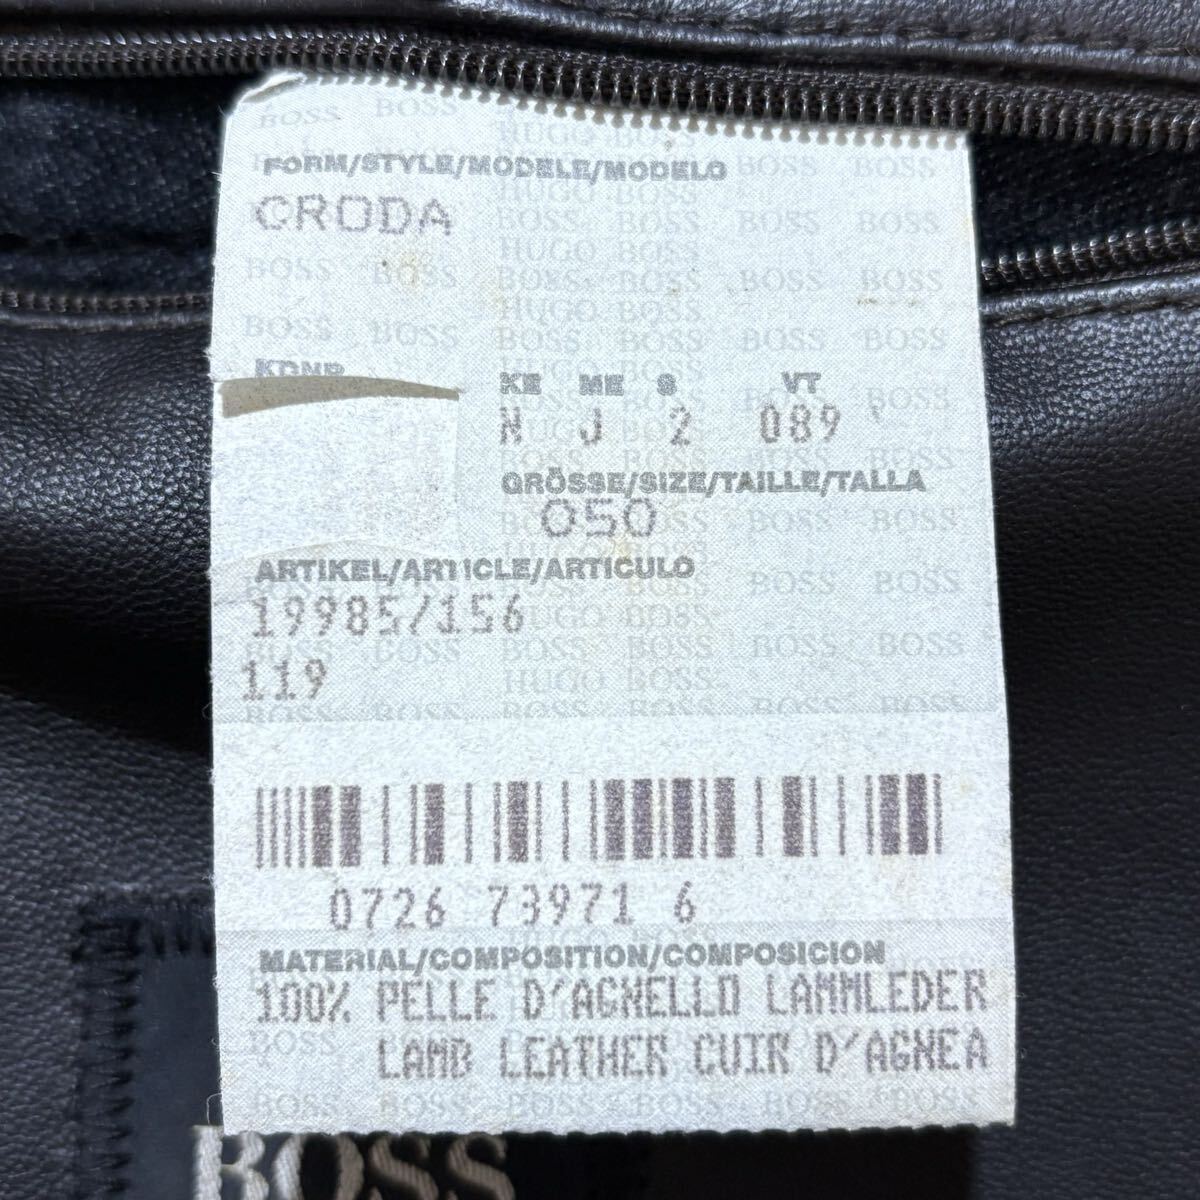 FORM/STYLE/MODELE/MODELO
CRODA
KDNR
KE ME S VT
N J 2 089
GRÖSSE/SIZE/TAILLE/TALLA
050
ARTIKEL/ARTICLE/ARTICULO
19985/156
119
0726 73971 6
MATERIAL/COMPOSITION/COMPOSICION
100% PELLE D'AGNELLO LAMMLEDER
LAMB LEATHER CUIR D'AGNEA
BOSS